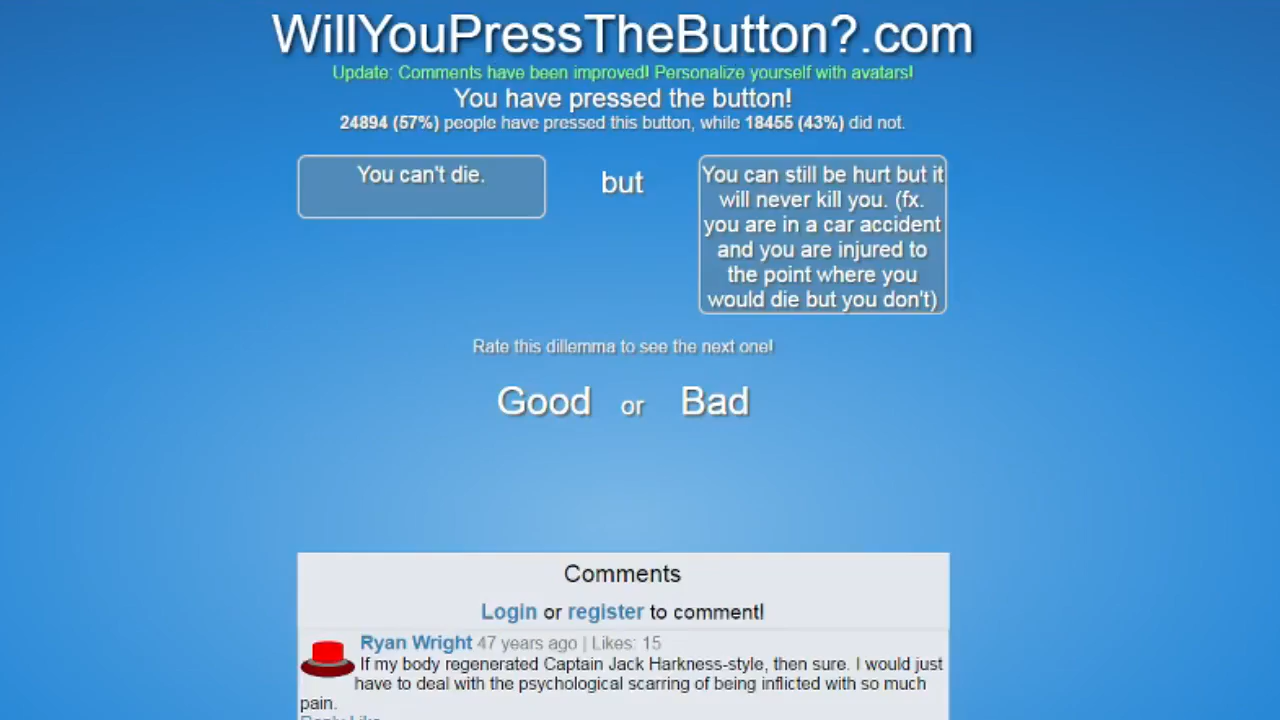 WillYouPressTheButton?.com
Update: Comments have been improved! Personalize yourself with avatars!
You have pressed the button!
24894 (57%) people have pressed this button, while 18455 (43%) did not.
You can't die.
but
You can still be hurt but it
will never kill you. (fx.
you are in a car accident
and you are injured to
the point where you
would die but you don't)
Rate this dillemma to see the next one!
Good or Bad
Comments
Login or register to comment!
Ryan Wright 47 years ago | Likes: 15
If my body regenerated Captain Jack Harkness-style, then sure. I would just
have to deal with the psychological scarring of being inflicted with so much
pain.
Reply Like